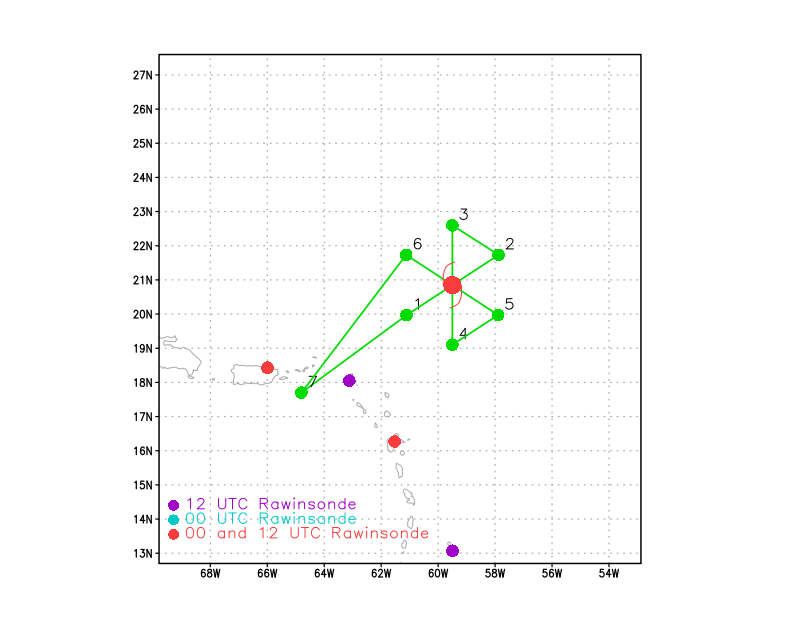 27N
26N
25N
24N
23N
3
22N
6
2
21N
20N
1
5
19N
4
18N
7
17N
16N
15N
12 UTC Rawinsonde
14N
00 UTC Rawinsonde
00 and 12 UTC Rawinsonde
13N
68W 66W 64W 62W 60W 58W 56W 54W